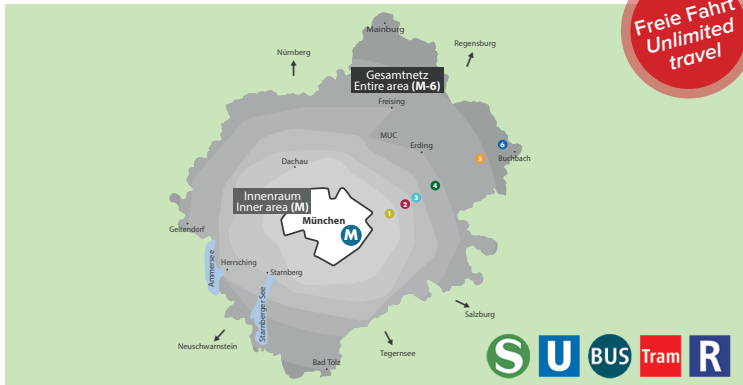 Freie Fahrt
Unlimited
travel
Mainburg
Nürnberg
Regensburg
Gesamtnetz
Entire area (M-6)
Freising
MUC
Erding
6
5
Buchbach
Dachau
4
Innenraum
Inner area (M)
3
2
1
München
M
Geltendorf
Ammersee
Herrsching
Starnberg
Starnberger See
Salzburg
Neuschwanstein
Tegernsee
Bad Tölz
S
U
BUS
Tram
R